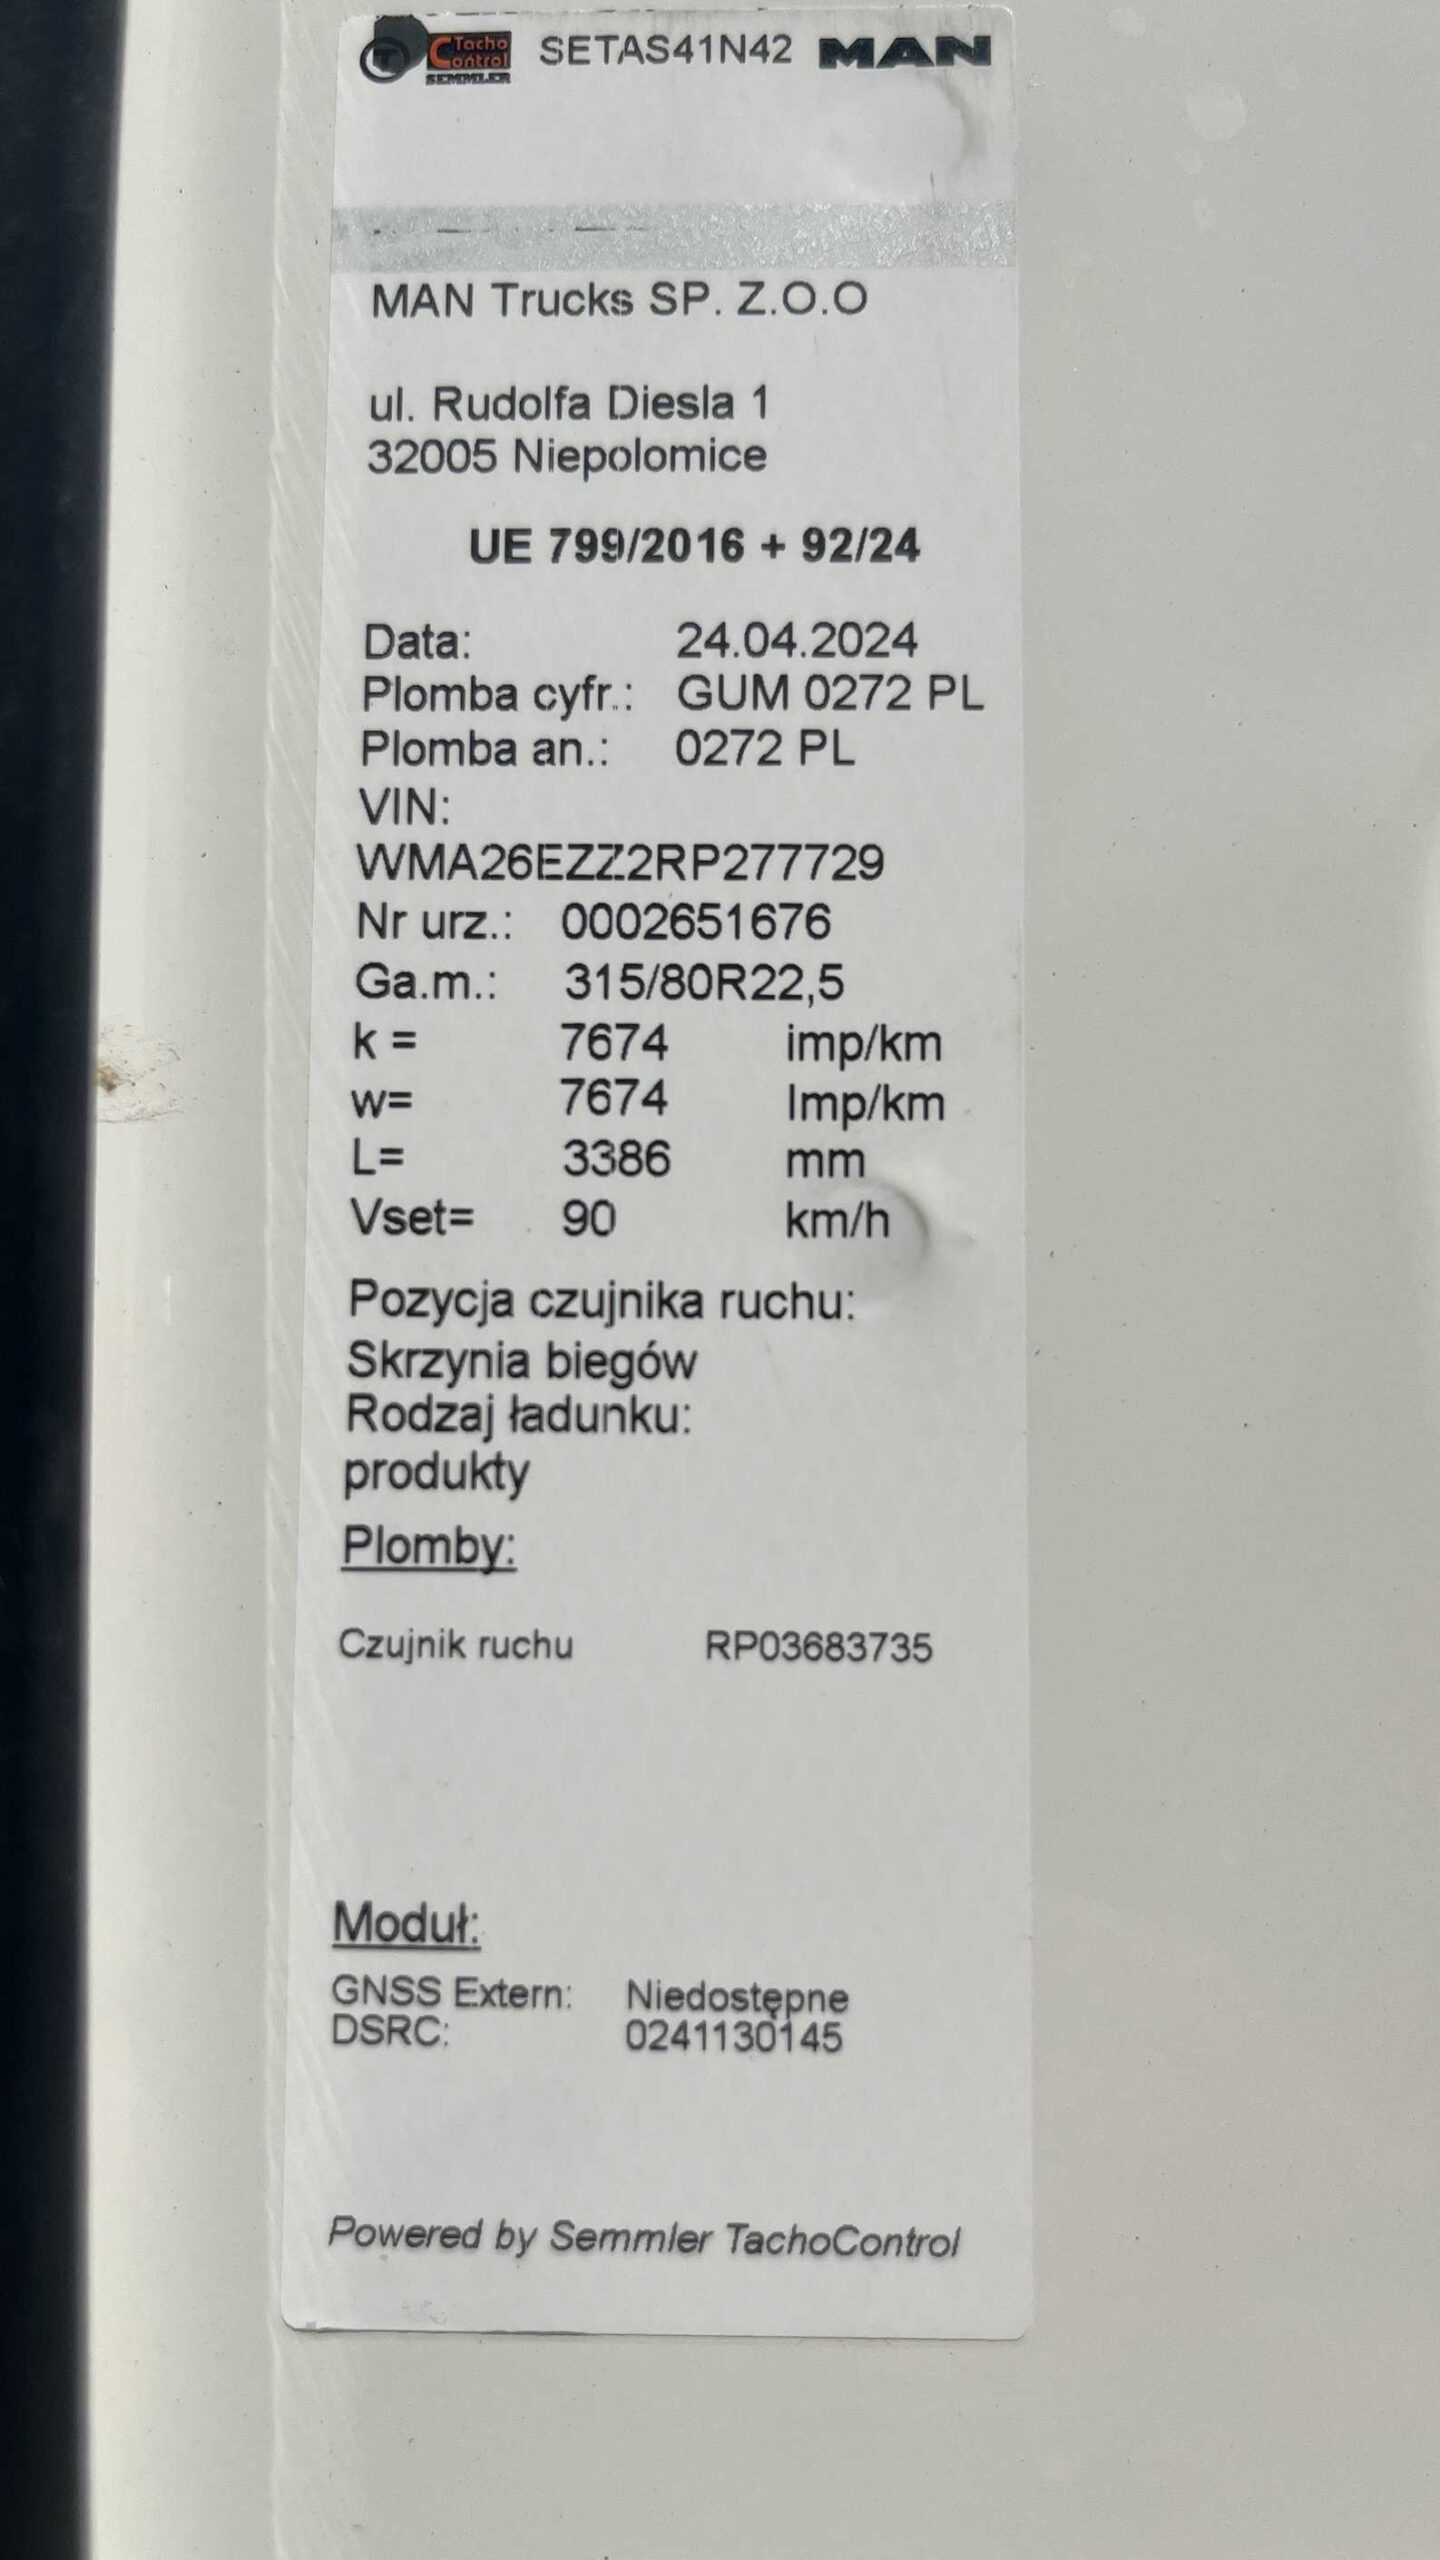 Tacho Control SEMMLER SETAS41N42 MAN
MAN Trucks SP. Z.O.O
ul. Rudolfa Diesla 1
32005 Niepolomice
UE 799/2016 + 92/24
Data: 24.04.2024
Plomba cyfr.: GUM 0272 PL
Plomba an.: 0272 PL
VIN:
WMA26EZZ2RP277729
Nr urz.: 0002651676
Ga.m.: 315/80R22,5
k = 7674 imp/km
w= 7674 Imp/km
L= 3386 mm
Vset= 90 km/h
Pozycja czujnika ruchu:
Skrzynia biegów
Rodzaj ładunku:
produkty
Plomby:
Czujnik ruchu RP03683735
Moduł:
GNSS Extern: Niedostępne
DSRC: 0241130145
Powered by Semmler TachoControl